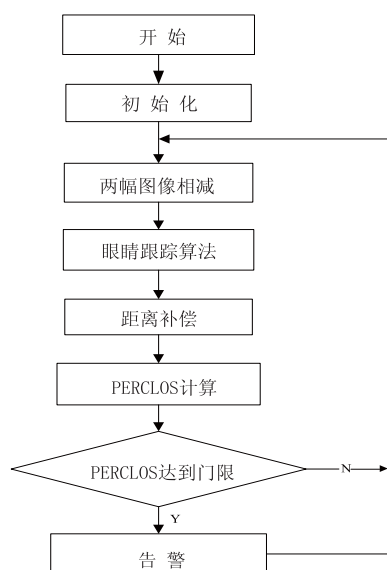 开 始
初 始 化
两幅图像相减
眼睛跟踪算法
距离补偿
PERCLOS计算
PERCLOS达到门限
N
Y
告 警